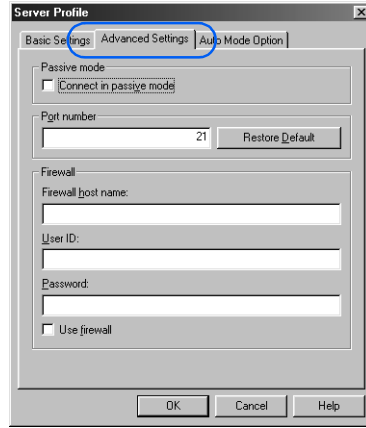 Server Profile
Basic Settings Advanced Settings Auto Mode Option
Passive mode
Connect in passive mode
Port number
21 Restore Default
Firewall
Firewall host name:
User ID:
Password:
Use firewall
OK Cancel Help